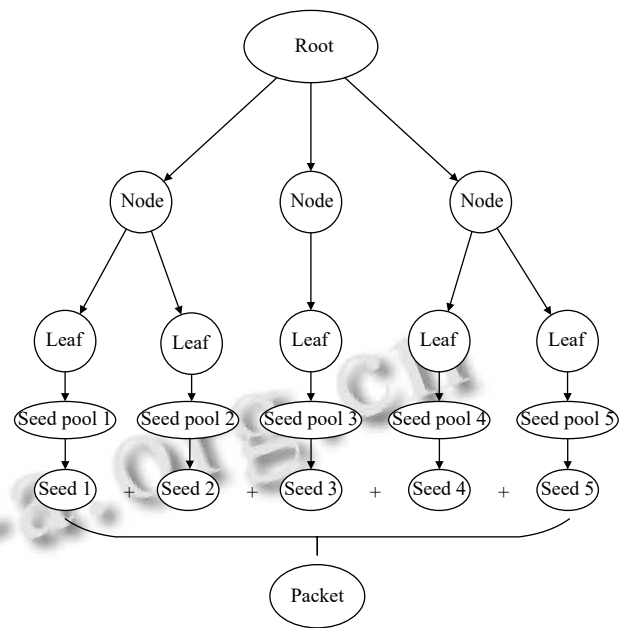 Root
Node Node Node
Leaf Leaf Leaf Leaf Leaf
Seed pool 1 Seed pool 2 Seed pool 3 Seed pool 4 Seed pool 5
Seed 1 + Seed 2 + Seed 3 + Seed 4 + Seed 5
Packet